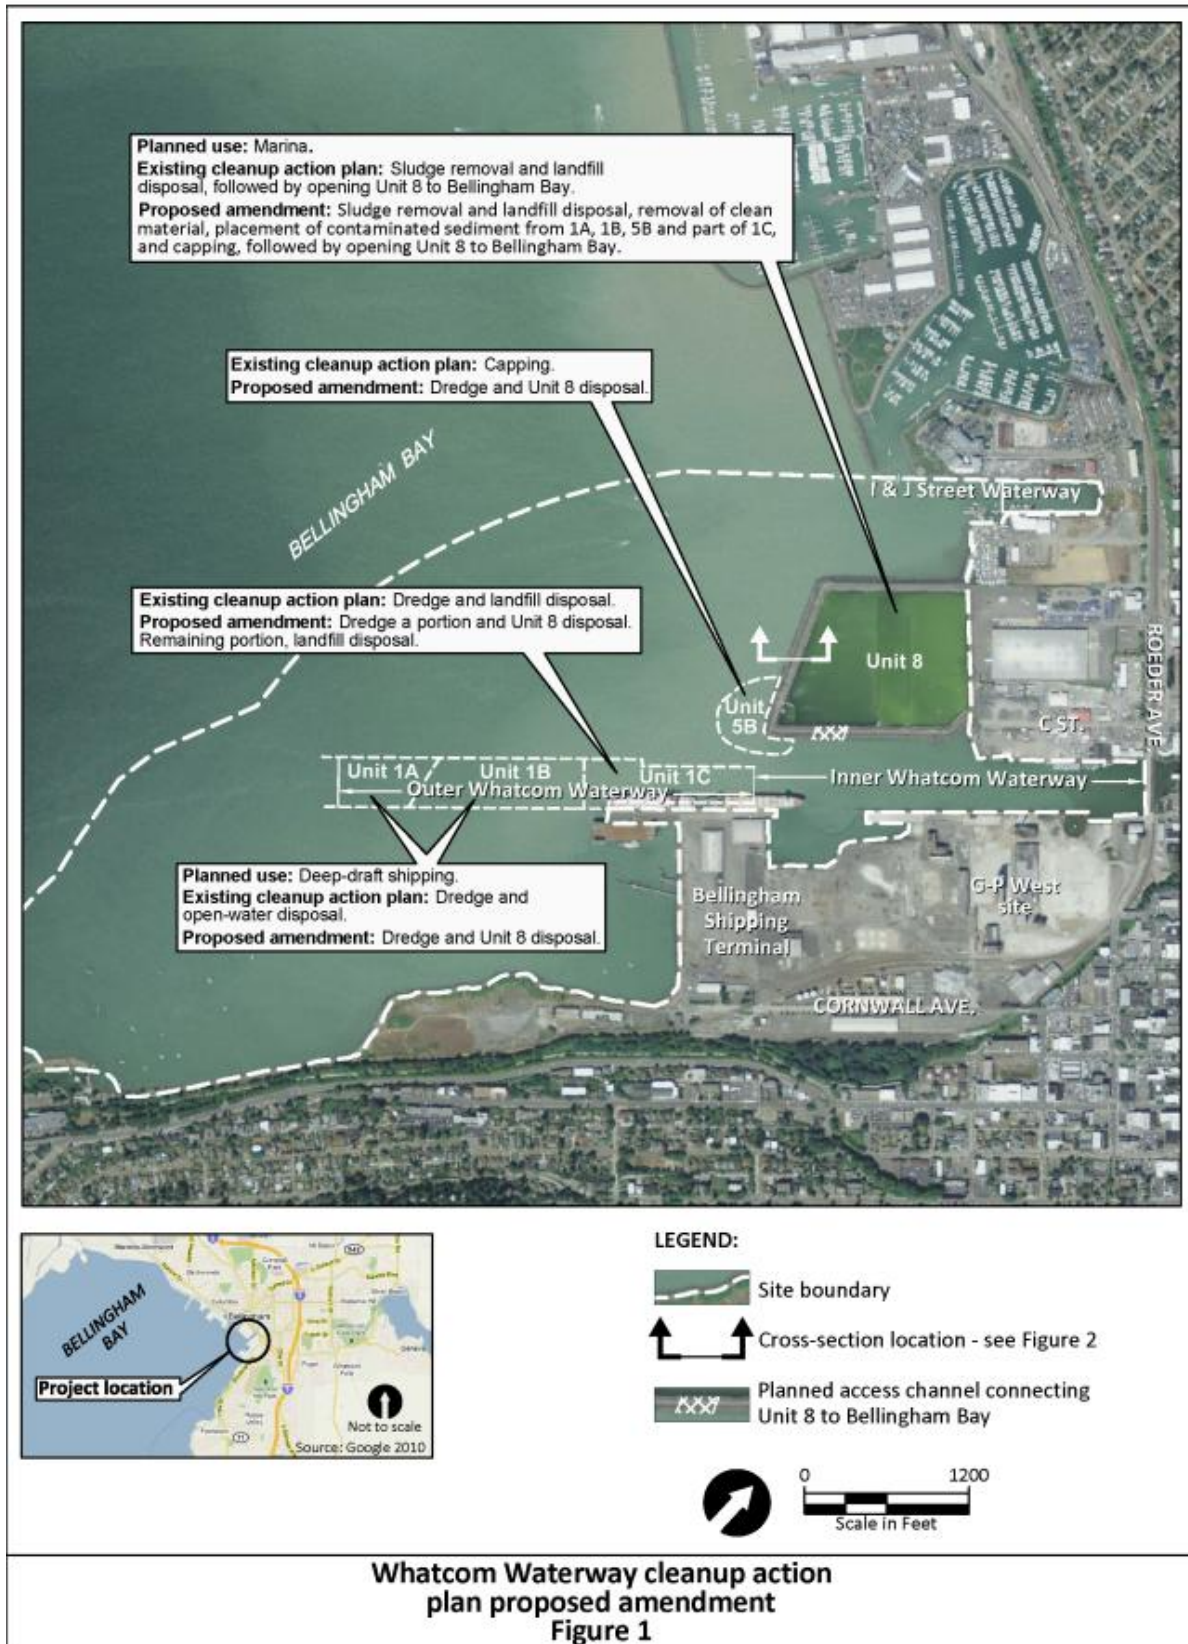 Planned use: Marina.
Existing cleanup action plan: Sludge removal and landfill
disposal, followed by opening Unit 8 to Bellingham Bay.
Proposed amendment: Sludge removal and landfill disposal, removal of clean
material, placement of contaminated sediment from 1A, 1B, 5B and part of 1C,
and capping, followed by opening Unit 8 to Bellingham Bay.
Existing cleanup action plan: Capping.
Proposed amendment: Dredge and Unit 8 disposal.
BELLINGHAM BAY
I & J Street Waterway
Existing cleanup action plan: Dredge and landfill disposal.
Proposed amendment: Dredge a portion and Unit 8 disposal.
Remaining portion, landfill disposal.
Unit 8
ROEDER AVE
Unit
5B
C ST.
Unit 1A
Unit 1B
Unit 1C
Outer Whatcom Waterway
Inner Whatcom Waterway
Planned use: Deep-draft shipping.
Existing cleanup action plan: Dredge and
open-water disposal.
Proposed amendment: Dredge and Unit 8 disposal.
Bellingham
Shipping
Terminal
G-P West
site
CORNWALL AVE.
BELLINGHAM
BAY
Bellingham
Project location
Not to scale
Source: Google 2010
LEGEND:
Site boundary
Cross-section location - see Figure 2
Planned access channel connecting
Unit 8 to Bellingham Bay
0 1200
Scale in Feet
Whatcom Waterway cleanup action
plan proposed amendment
Figure 1